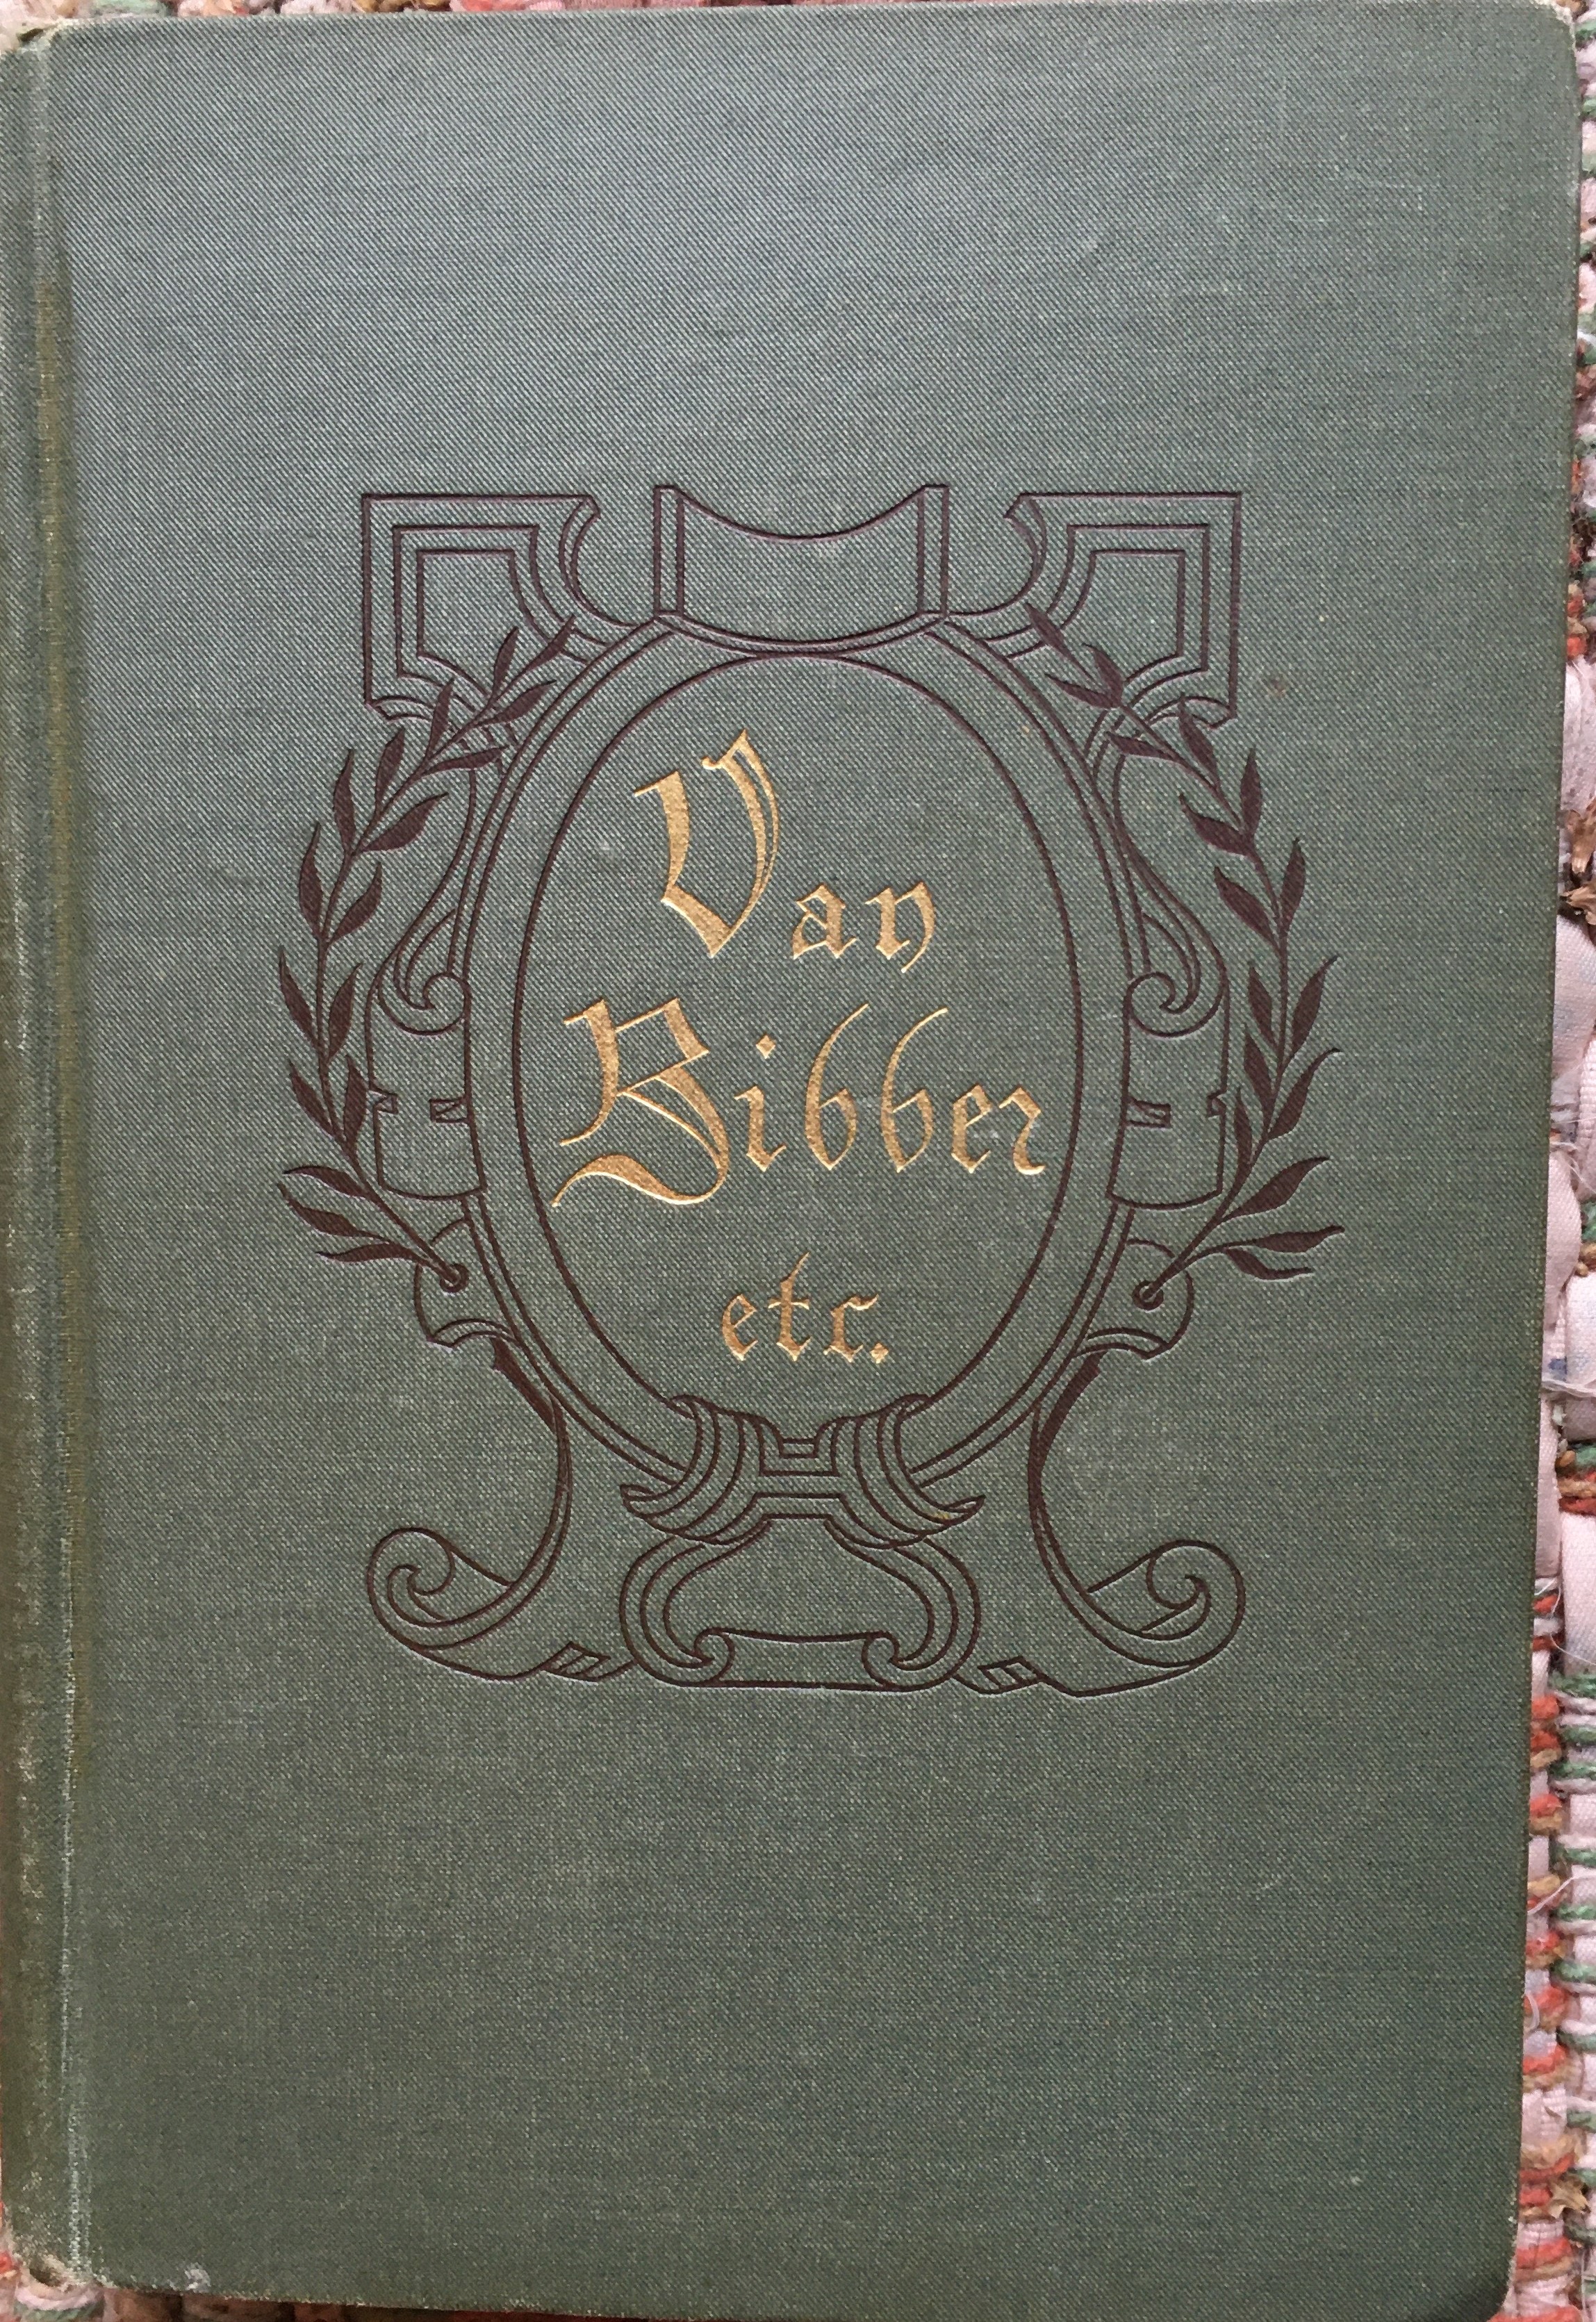 Van
Bibber
etc.